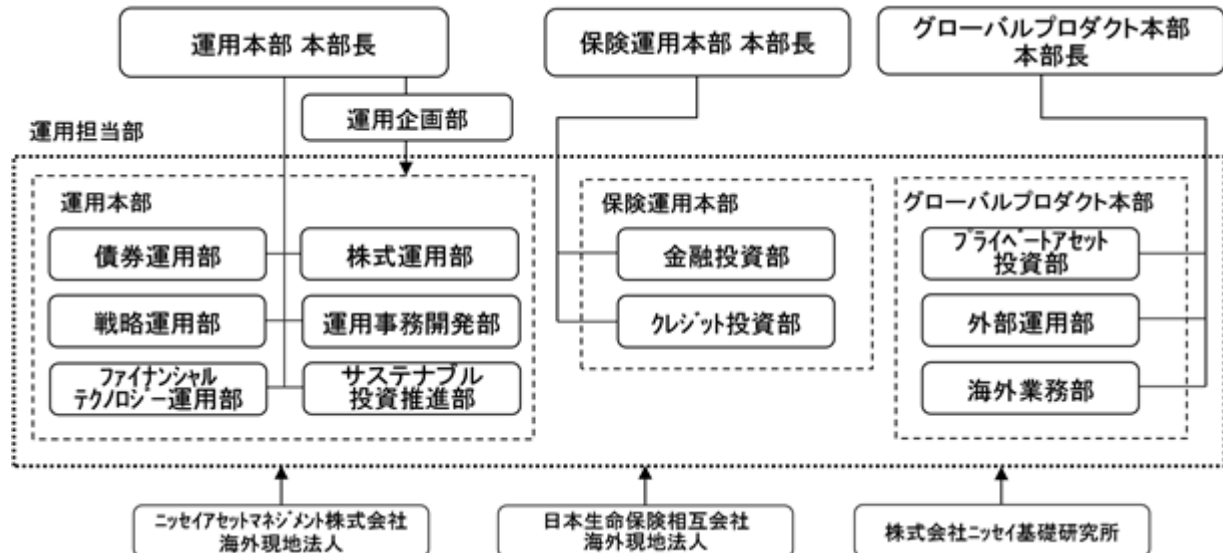 運用本部 本部長
保険運用本部 本部長
グローバルプロダクト本部
本部長
運用企画部
運用担当部
運用本部
債券運用部
株式運用部
戦略運用部
運用事務開発部
ファイナンシャル
テクノロジー運用部
サステナブル
投資推進部
保険運用本部
金融投資部
クレジット投資部
グローバルプロダクト本部
プライベートアセット
投資部
外部運用部
海外業務部
ニッセイアセットマネジメント株式会社
海外現地法人
日本生命保険相互会社
海外現地法人
株式会社ニッセイ基礎研究所